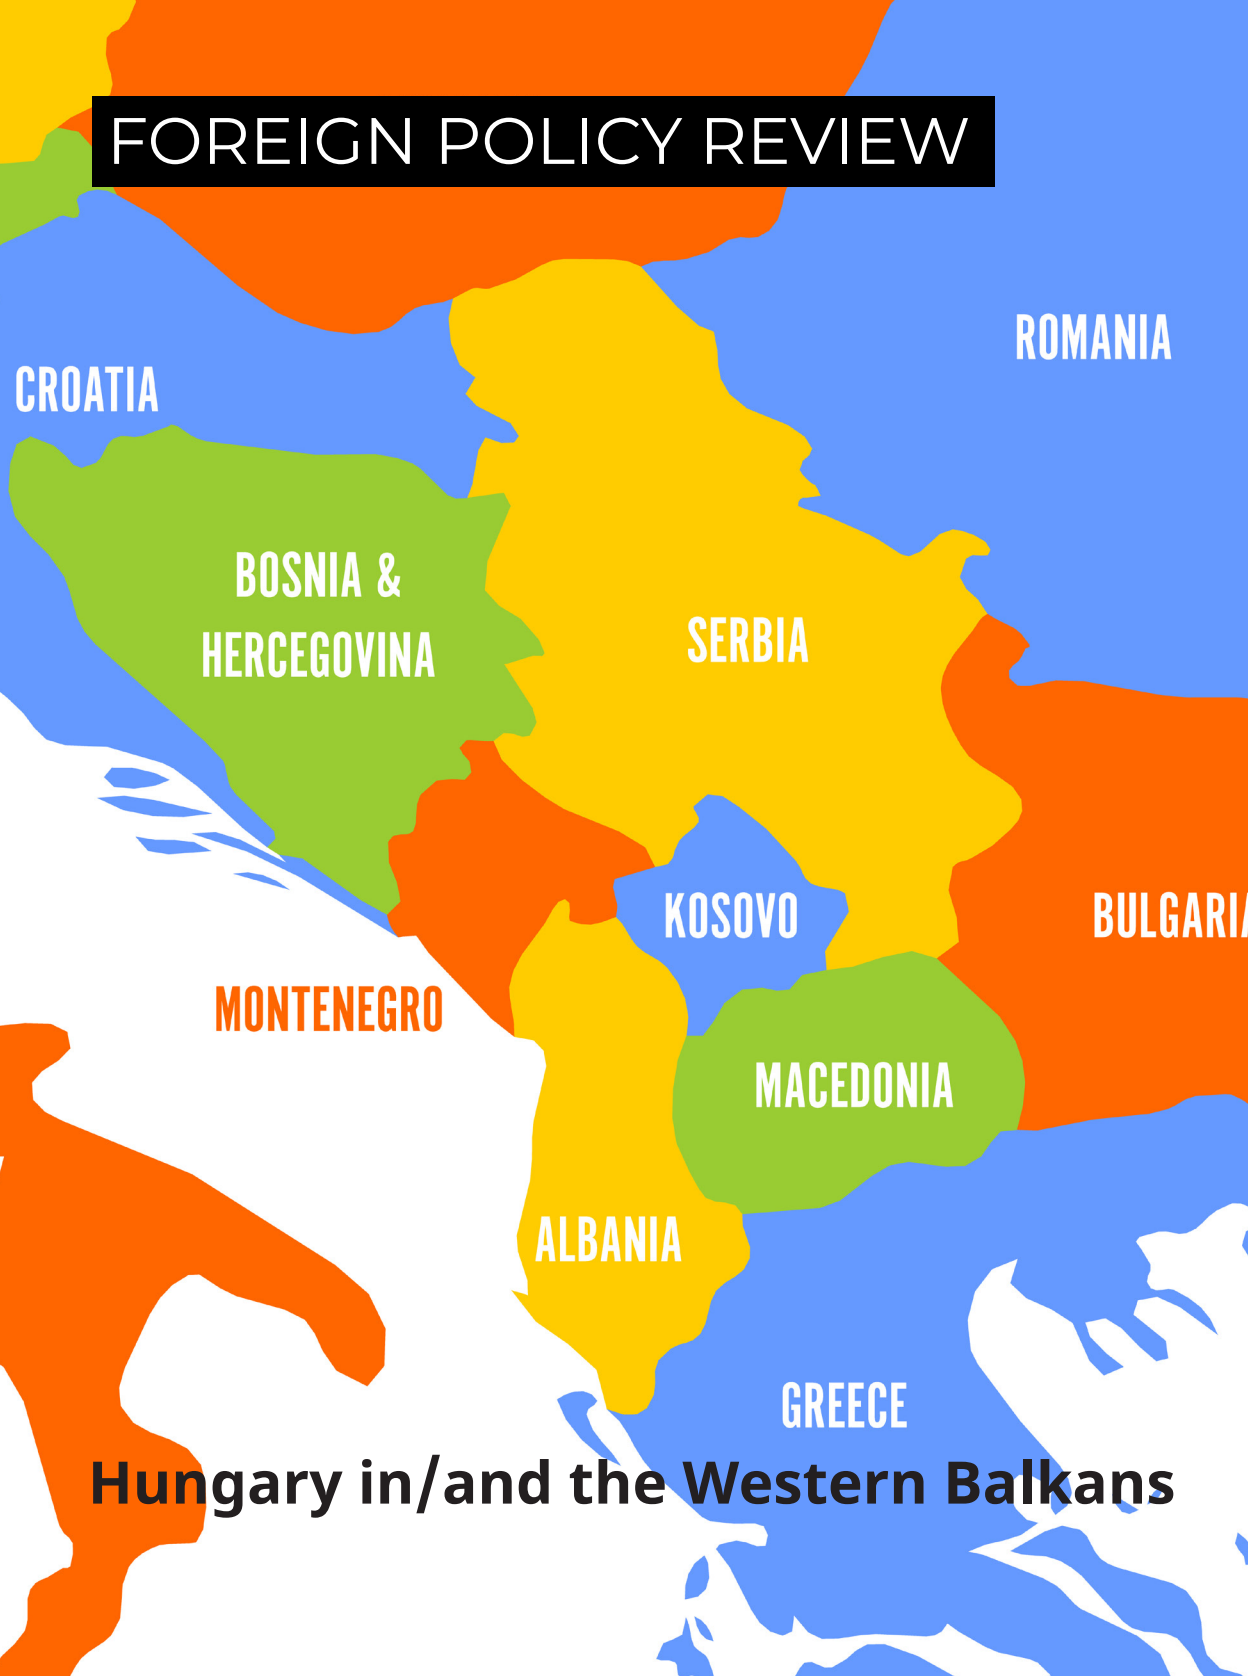 FOREIGN POLICY REVIEW
ROMANIA
CROATIA
BOSNIA &
HERCEGOVINA
SERBIA
KOSOVO
BULGARIA
MONTENEGRO
MACEDONIA
ALBANIA
GREECE
Hungary in/and the Western Balkans